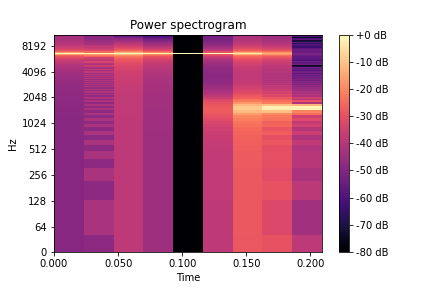 Power spectrogram
8192
4096
2048
1024
512
256
128
64
0
Hz
0.000 0.050 0.100 0.150 0.200
Time
+0 dB
-10 dB
-20 dB
-30 dB
-40 dB
-50 dB
-60 dB
-70 dB
-80 dB